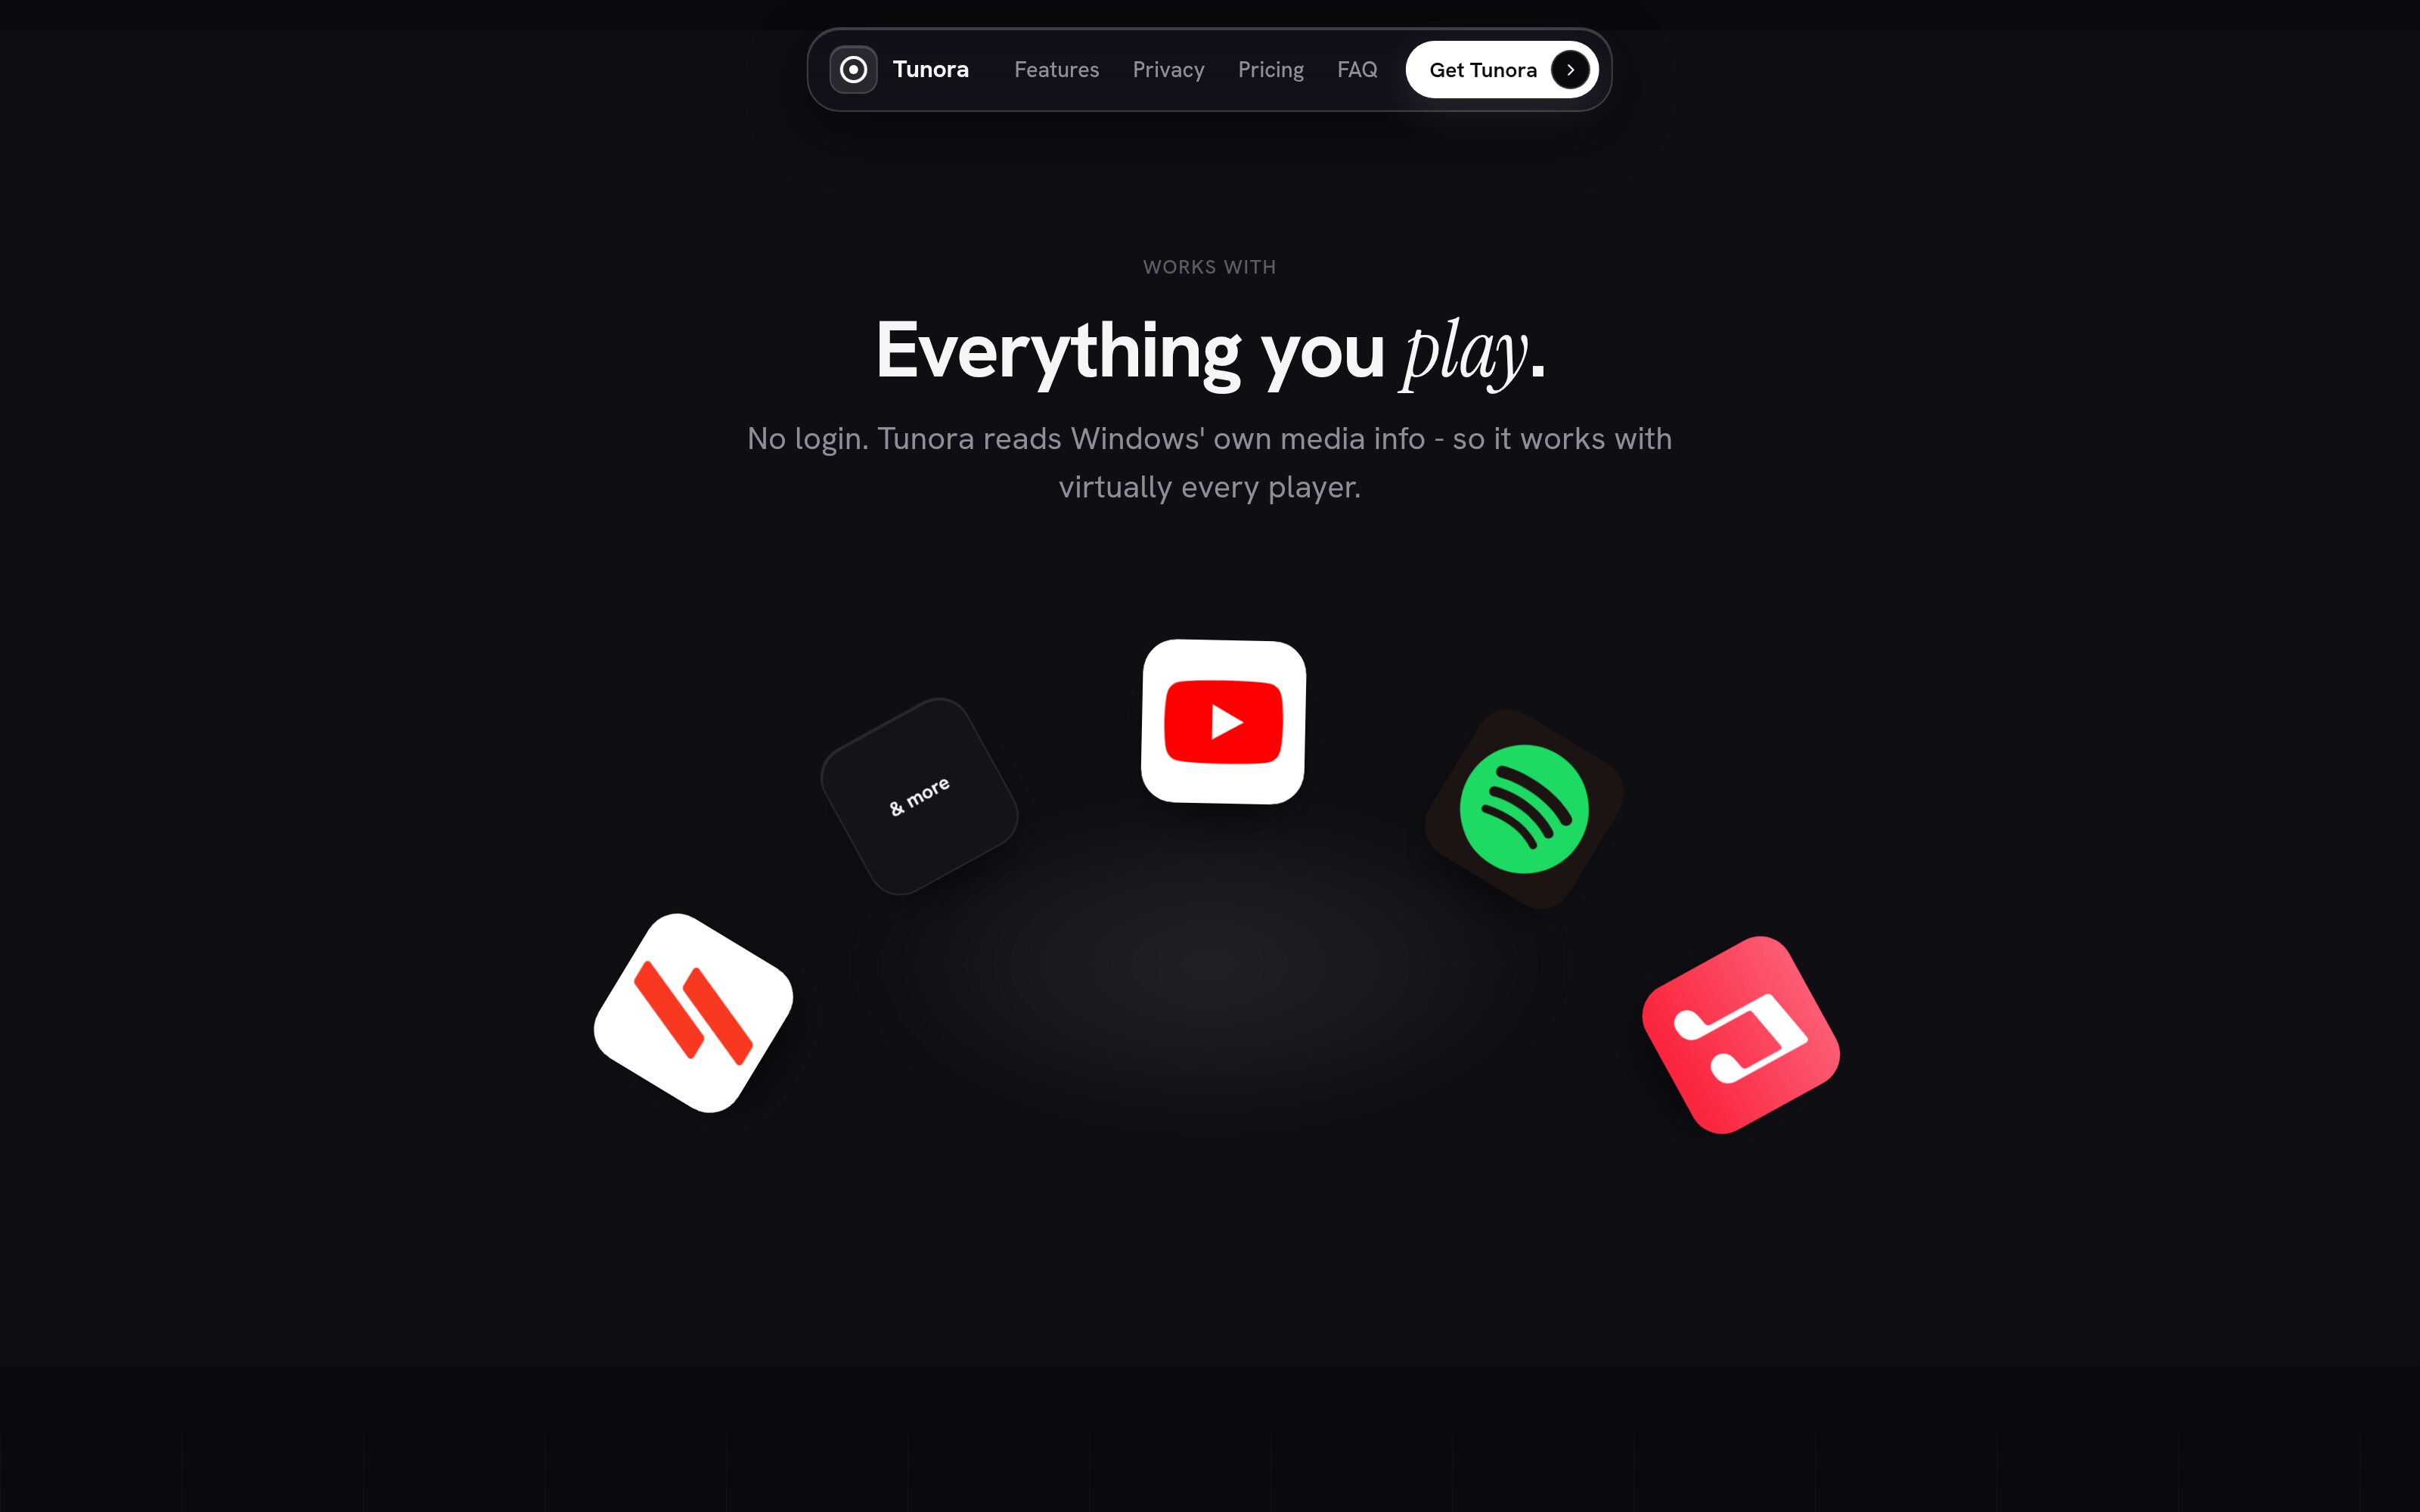 Tunora Features Privacy Pricing FAQ Get Tunora
WORKS WITH
Everything you play.
No login. Tunora reads Windows' own media info - so it works with
virtually every player.
& more